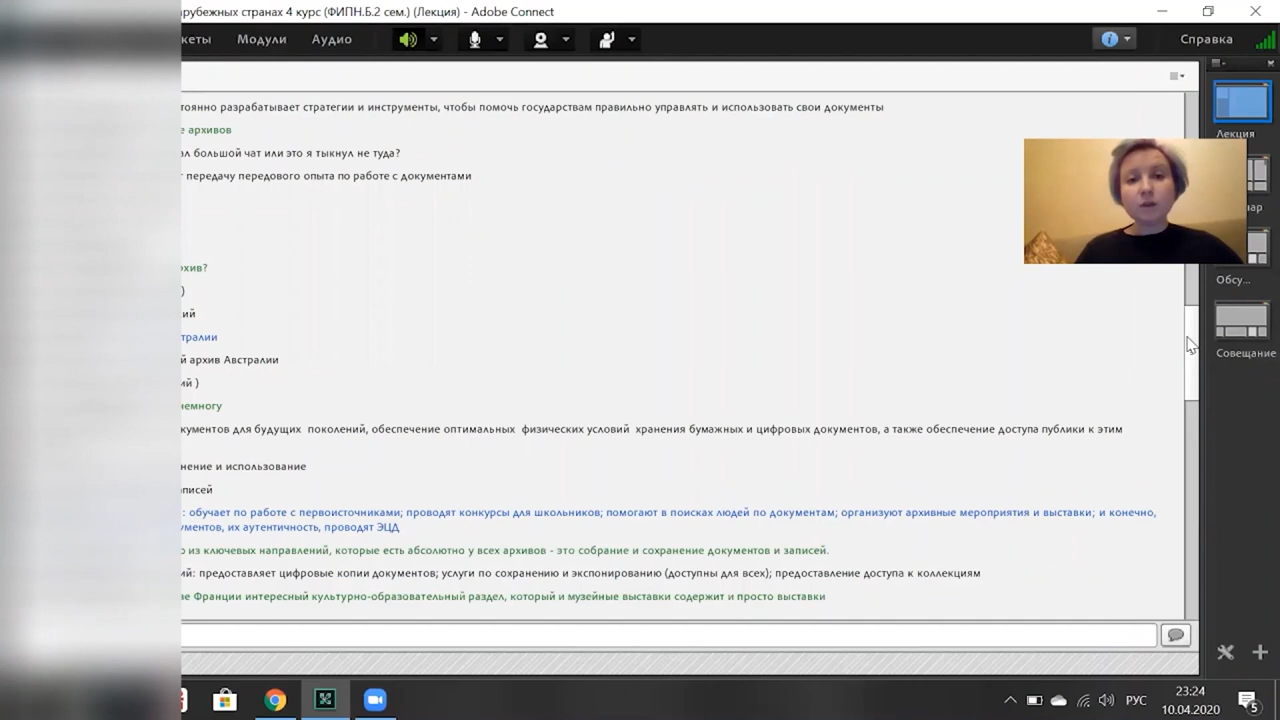 рубежных странах 4 курс (ФИПН.Б.2 сем.) (Лекция) - Adobe Connect
кеты Модули Аудио Справка
тоянно разрабатывает стратегии и инструменты, чтобы помочь государствам правильно управлять и использовать свои документы
е архивов
ал большой чат или это я тыкнул не туда?
т передачу передового опыта по работе с документами
рхив?
)
ий
тралии
й архив Австралии
ий )
немногу
окументов для будущих поколений, обеспечение оптимальных физических условий хранения бумажных и цифровых документов, а также обеспечение доступа публики к этим
нение и использование
аписей
: обучает по работе с первоисточниками; проводят конкурсы для школьников; помогают в поисках людей по документам; организуют архивные мероприятия и выставки; и конечно,
ументов, их аутентичность, проводят ЭЦД
о из ключевых направлений, которые есть абсолютно у всех архивов - это собрание и сохранение документов и записей.
ий: предоставляет цифровые копии документов; услуги по сохранению и экспонированию (доступны для всех); предоставление доступа к коллекциям
ле Франции интересный культурно-образовательный раздел, который и музейные выставки содержит и просто выставки
Лекция
нар
Обсу...
Совещание
РУС
23:24
10.04.2020
5